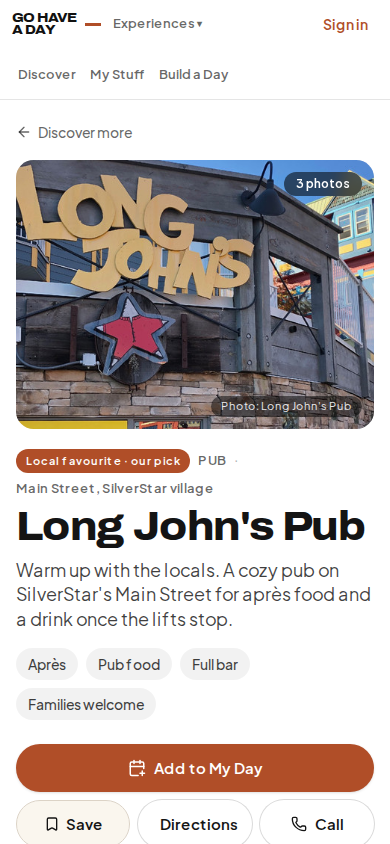 GO HAVE
A DAY
Experiences ▾
Sign in
Discover
My Stuff
Build a Day
← Discover more
LONG
JOHN'S
3 photos
Photo: Long John's Pub
Local favourite · our pick
PUB ·
Main Street, SilverStar village
Long John's Pub
Warm up with the locals. A cozy pub on
SilverStar's Main Street for après food and
a drink once the lifts stop.
Après
Pub food
Full bar
Families welcome
Add to My Day
Save
Directions
Call